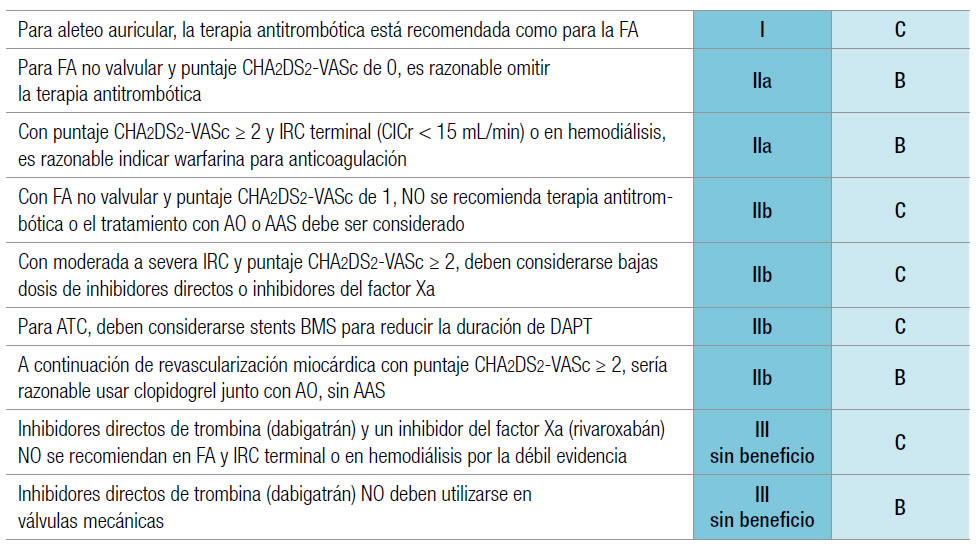 Para aleteo auricular, la terapia antitrombótica está recomendada como para la FA I C
Para FA no valvular y puntaje CHA2DS2-VASc de 0, es razonable omitir
la terapia antitrombótica IIa B
Con puntaje CHA2DS2-VASc ≥ 2 y IRC terminal (ClCr < 15 mL/min) o en hemodiálisis,
es razonable indicar warfarina para anticoagulación IIa B
Con FA no valvular y puntaje CHA2DS2-VASc de 1, NO se recomienda terapia antitrom-
bótica o el tratamiento con AO o AAS debe ser considerado IIb C
Con moderada a severa IRC y puntaje CHA2DS2-VASc ≥ 2, deben considerarse bajas
dosis de inhibidores directos o inhibidores del factor Xa IIb C
Para ATC, deben considerarse stents BMS para reducir la duración de DAPT IIb C
A continuación de revascularización miocárdica con puntaje CHA2DS2-VASc ≥ 2, sería
razonable usar clopidogrel junto con AO, sin AAS IIb B
Inhibidores directos de trombina (dabigatrán) y un inhibidor del factor Xa (rivaroxabán) III
NO se recomiendan en FA y IRC terminal o en hemodiálisis por la débil evidencia sin beneficio C
Inhibidores directos de trombina (dabigatrán) NO deben utilizarse en III
válvulas mecánicas sin beneficio B